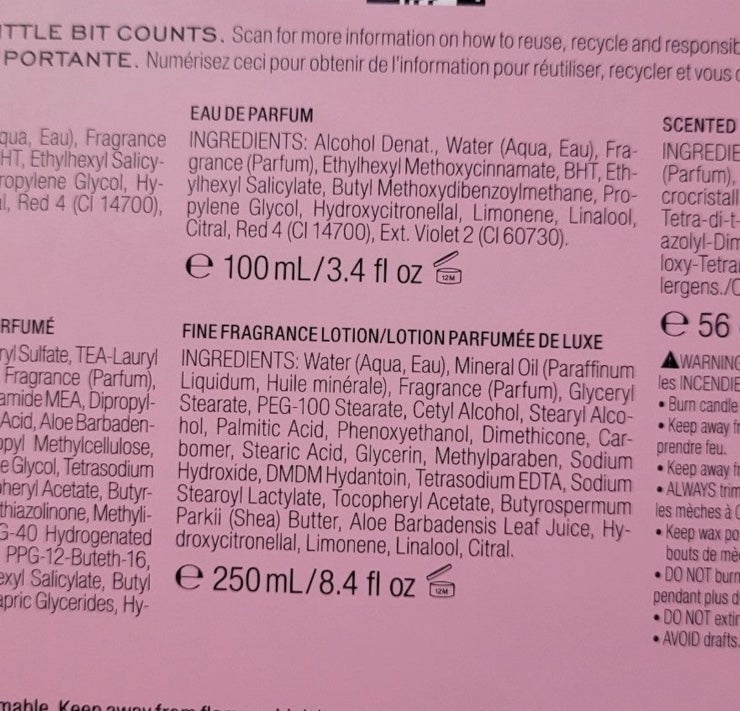 ITTLE BIT COUNTS. Scan for more information on how to reuse, recycle and responsib
PORTANTE. Numérisez ceci pour obtenir de l'information pour réutiliser, recycler et vous
qua, Eau), Fragrance
HT, Ethylhexyl Salicy-
ropylene Glycol, Hy-
al, Red 4 (CI 14700),
EAU DE PARFUM
INGREDIENTS: Alcohol Denat., Water (Aqua, Eau), Fra-
grance (Parfum), Ethylhexyl Methoxycinnamate, BHT, Eth-
ylhexyl Salicylate, Butyl Methoxydibenzoylmethane, Pro-
pylene Glycol, Hydroxycitronellal, Limonene, Linalool,
Citral, Red 4 (CI 14700), Ext. Violet 2 (CI 60730).
℮ 100 mL/3.4 fl oz 12M
SCENTED
INGREDIE
(Parfum),
crocristall
Tetra-di-t-
azolyl-Dim
loxy-Tetra
lergens./C
℮ 56
RFUMÉ
ryl Sulfate, TEA-Lauryl
Fragrance (Parfum),
amide MEA, Dipropyl-
Acid, Aloe Barbaden-
opyl Methylcellulose,
e Glycol, Tetrasodium
pheryl Acetate, Butyr-
thiazolinone, Methyli-
G-40 Hydrogenated
PPG-12-Buteth-16,
exyl Salicylate, Butyl
apric Glycerides, Hy-
FINE FRAGRANCE LOTION/LOTION PARFUMÉE DE LUXE
INGREDIENTS: Water (Aqua, Eau), Mineral Oil (Paraffinum
Liquidum, Huile minérale), Fragrance (Parfum), Glyceryl
Stearate, PEG-100 Stearate, Cetyl Alcohol, Stearyl Alco-
hol, Palmitic Acid, Phenoxyethanol, Dimethicone, Car-
bomer, Stearic Acid, Glycerin, Methylparaben, Sodium
Hydroxide, DMDM Hydantoin, Tetrasodium EDTA, Sodium
Stearoyl Lactylate, Tocopheryl Acetate, Butyrospermum
Parkii (Shea) Butter, Aloe Barbadensis Leaf Juice, Hy-
droxycitronellal, Limonene, Linalool, Citral.
℮ 250 mL/8.4 fl oz 12M
WARNING
les INCENDIE
• Burn candle
• Keep away fr
prendre feu.
• Keep away fr
• ALWAYS trim
les mèches à
• Keep wax po
bouts de mè
• DO NOT burn
pendant plus d
• DO NOT extin
• AVOID drafts.
mable. Keep away from